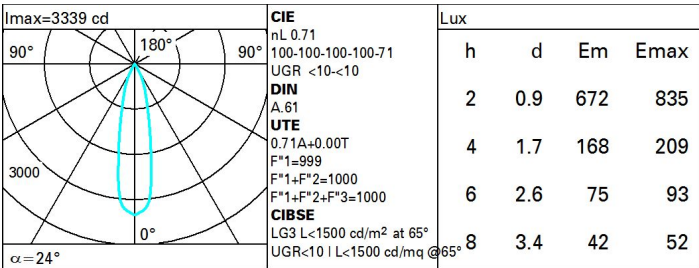 Imax=3339 cd
90°
180°
90°
3000
0°
α=24°
CIE
nL 0.71
100-100-100-100-71
UGR <10-<10
DIN
A.61
UTE
0.71A+0.00T
F"1=999
F"1+F"2=1000
F"1+F"2+F"3=1000
CIBSE
LG3 L<1500 cd/m² at 65°
UGR<10 | L<1500 cd/mq @65°
Lux
h d Em Emax
2 0.9 672 835
4 1.7 168 209
6 2.6 75 93
8 3.4 42 52